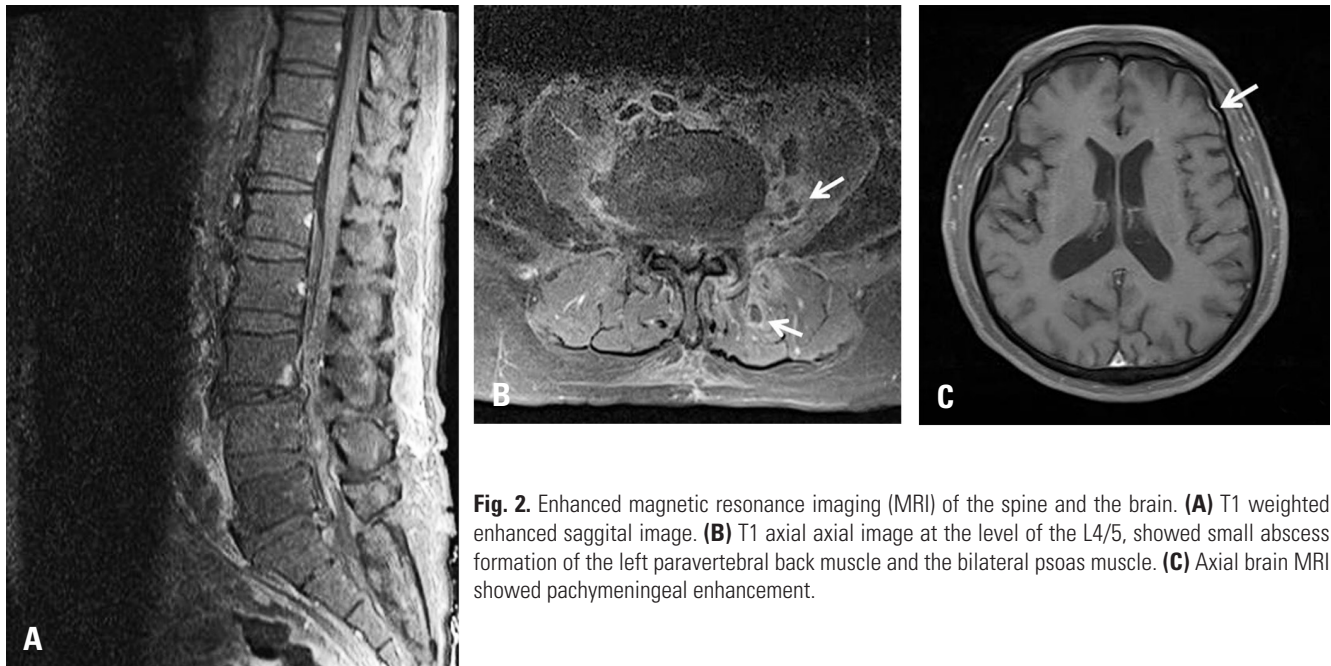 A
B
C
Fig. 2. Enhanced magnetic resonance imaging (MRI) of the spine and the brain. (A) T1 weighted
enhanced saggital image. (B) T1 axial axial image at the level of the L4/5, showed small abscess
formation of the left paravertebral back muscle and the bilateral psoas muscle. (C) Axial brain MRI
showed pachymeningeal enhancement.